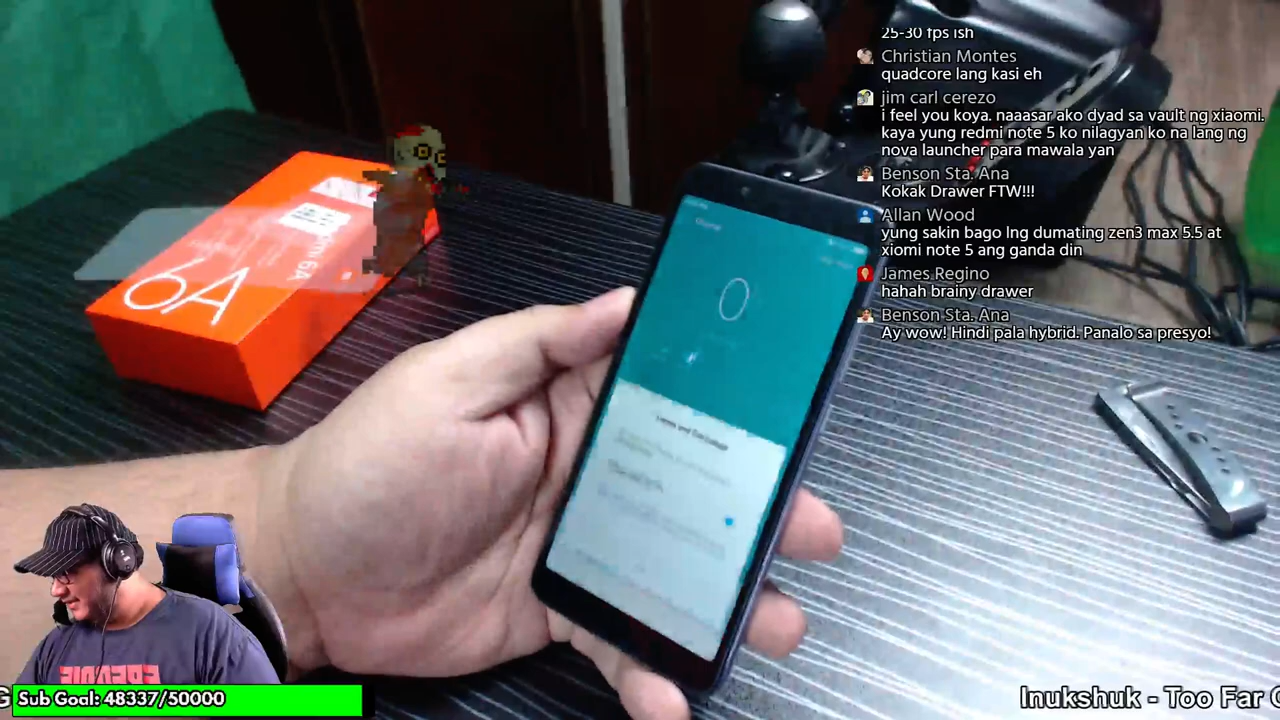 25-30 fps ish
Christian Montes
quadcore lang kasi eh
jim carl cerezo
i feel you koya. naaasar ako dyad sa vault ng xiaomi.
kaya yung redmi note 5 ko nilagyan ko na lang ng
nova launcher para mawala yan
Benson Sta. Ana
Kokak Drawer FTW!!!
Allan Wood
yung sakin bago lng dumating zen3 max 5.5 at
xiomi note 5 ang ganda din
James Regino
hahah brainy drawer
Benson Sta. Ana
Ay wow! Hindi pala hybrid. Panalo sa presyo!
6A
0
Sub Goal: 48337/50000
Inukshuk - Too Far